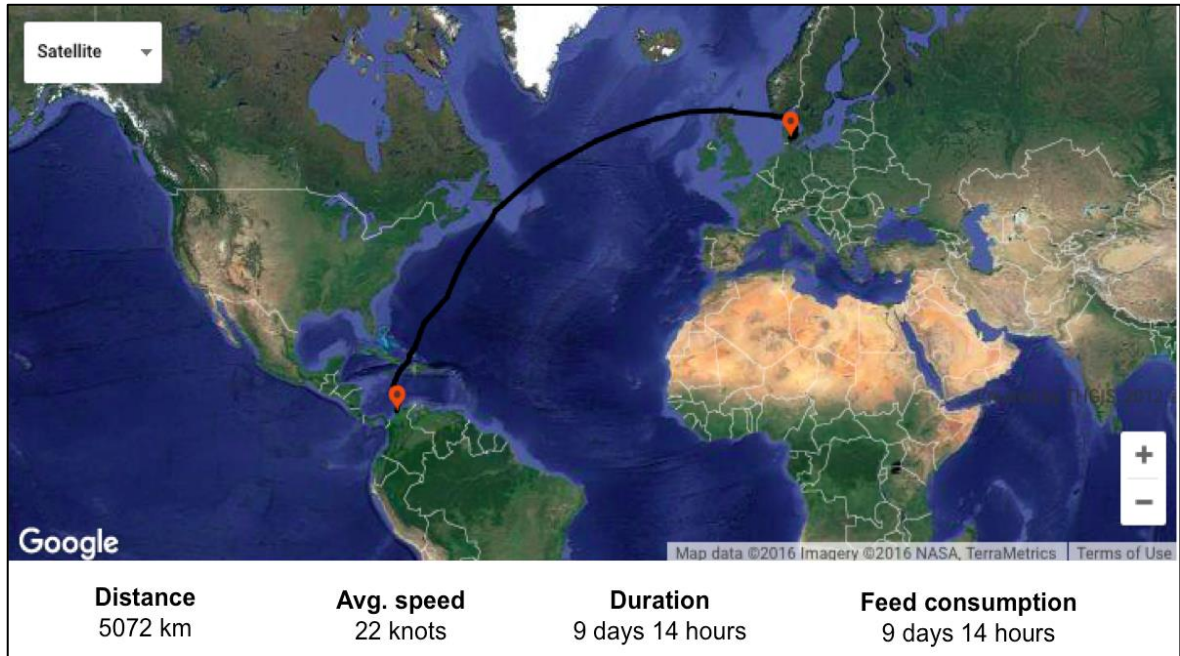 Satellite
Google
Map data ©2016 Imagery ©2016 NASA, TerraMetrics
Terms of Use
Distance
5072 km
Avg. speed
22 knots
Duration
9 days 14 hours
Feed consumption
9 days 14 hours